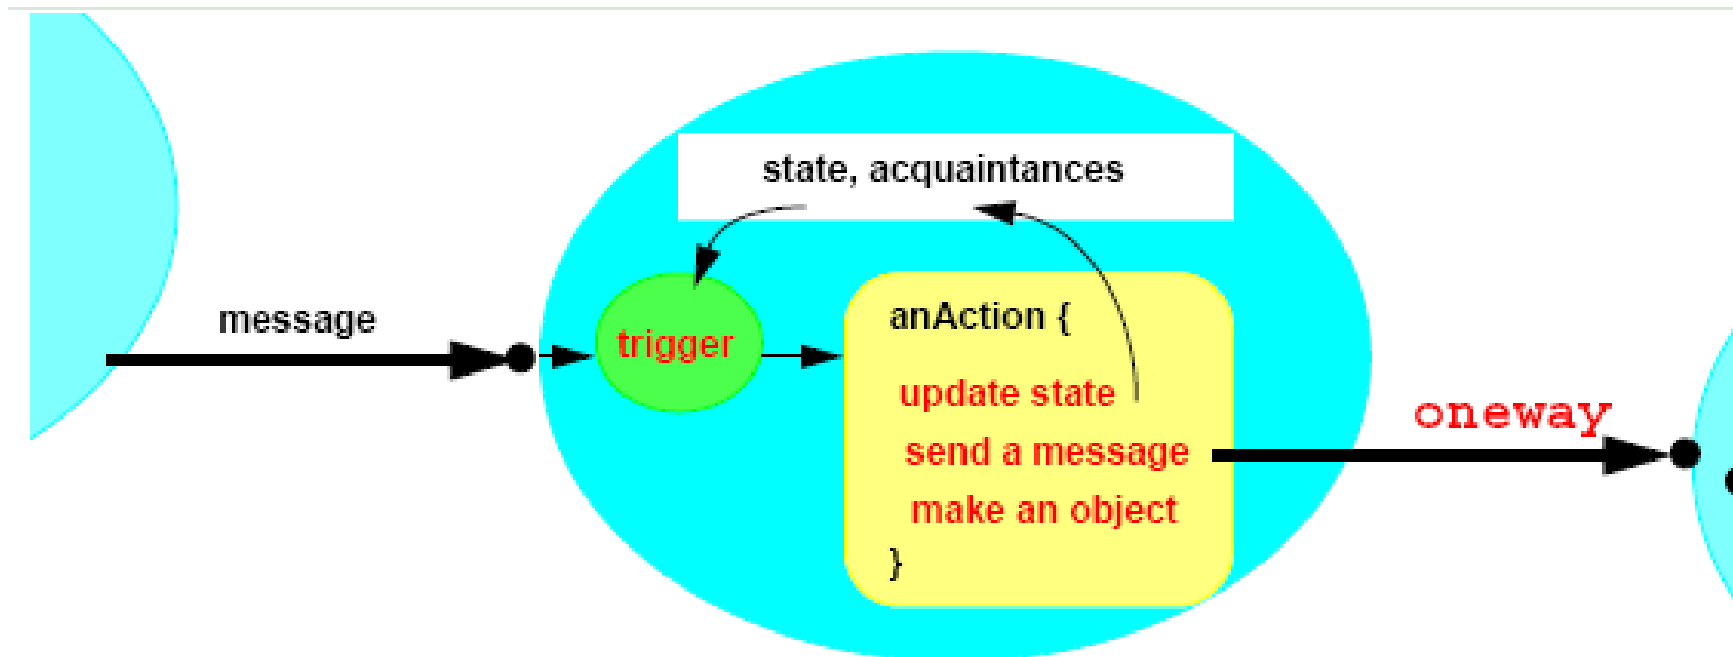 state, acquaintances
message
trigger
anAction {
update state
send a message
make an object
}
oneway